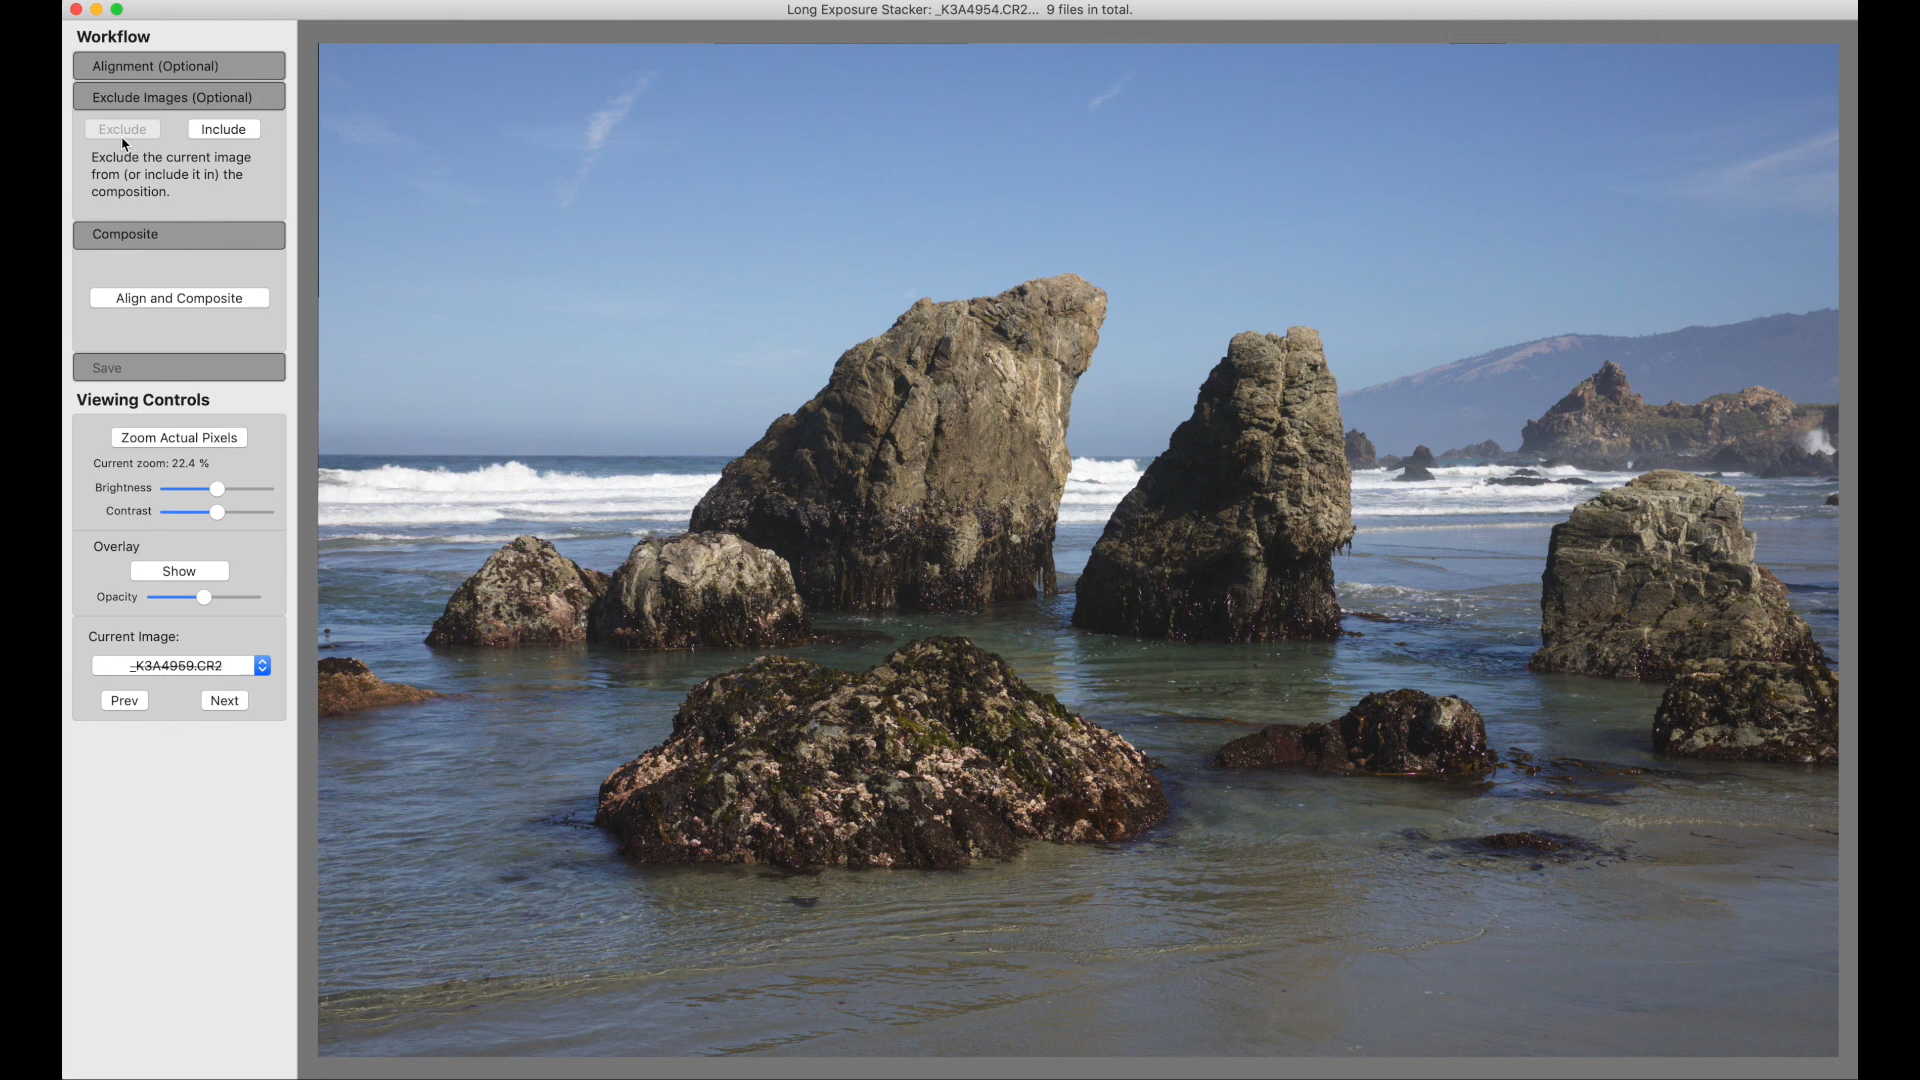 Long Exposure Stacker: _K3A4954.CR2... 9 files in total.
Workflow
Alignment (Optional)
Exclude Images (Optional)
Exclude Include
Exclude the current image
from (or include it in) the
composition.
Composite
Align and Composite
Save
Viewing Controls
Zoom Actual Pixels
Current zoom: 22.4 %
Brightness
Contrast
Overlay
Show
Opacity
Current Image:
_K3A4959.CR2
Prev Next